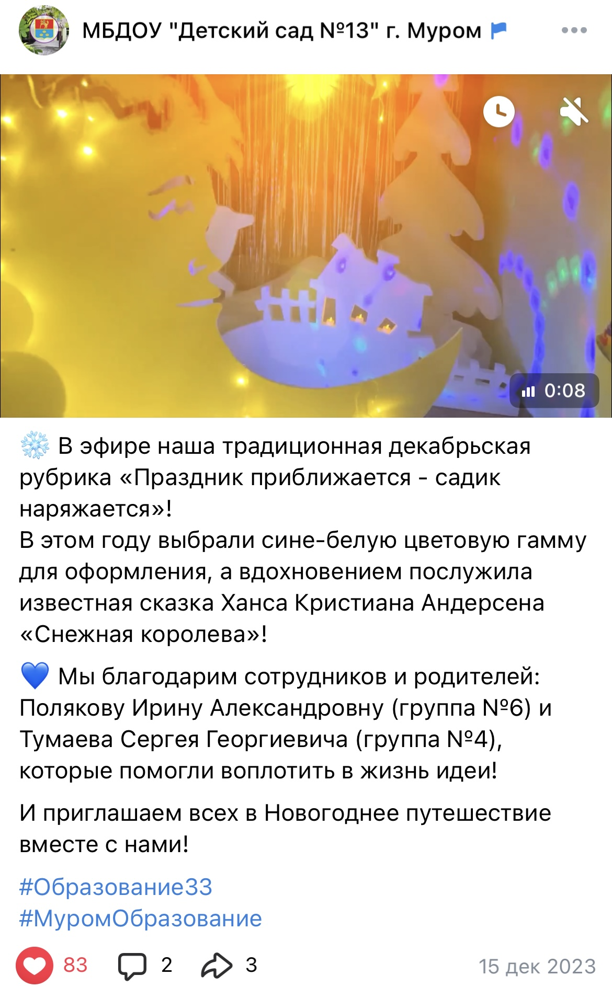 МБДОУ "Детский сад №13" г. Муром
0:08
В эфире наша традиционная декабрьская
рубрика «Праздник приближается - садик
наряжается»!
В этом году выбрали сине-белую цветовую гамму
для оформления, а вдохновением послужила
известная сказка Ханса Кристиана Андерсена
«Снежная королева»!
Мы благодарим сотрудников и родителей:
Полякову Ирину Александровну (группа №6) и
Тумаева Сергея Георгиевича (группа №4),
которые помогли воплотить в жизнь идеи!
И приглашаем всех в Новогоднее путешествие
вместе с нами!
#Образование33
#МуромОбразование
83 2 3 15 дек 2023